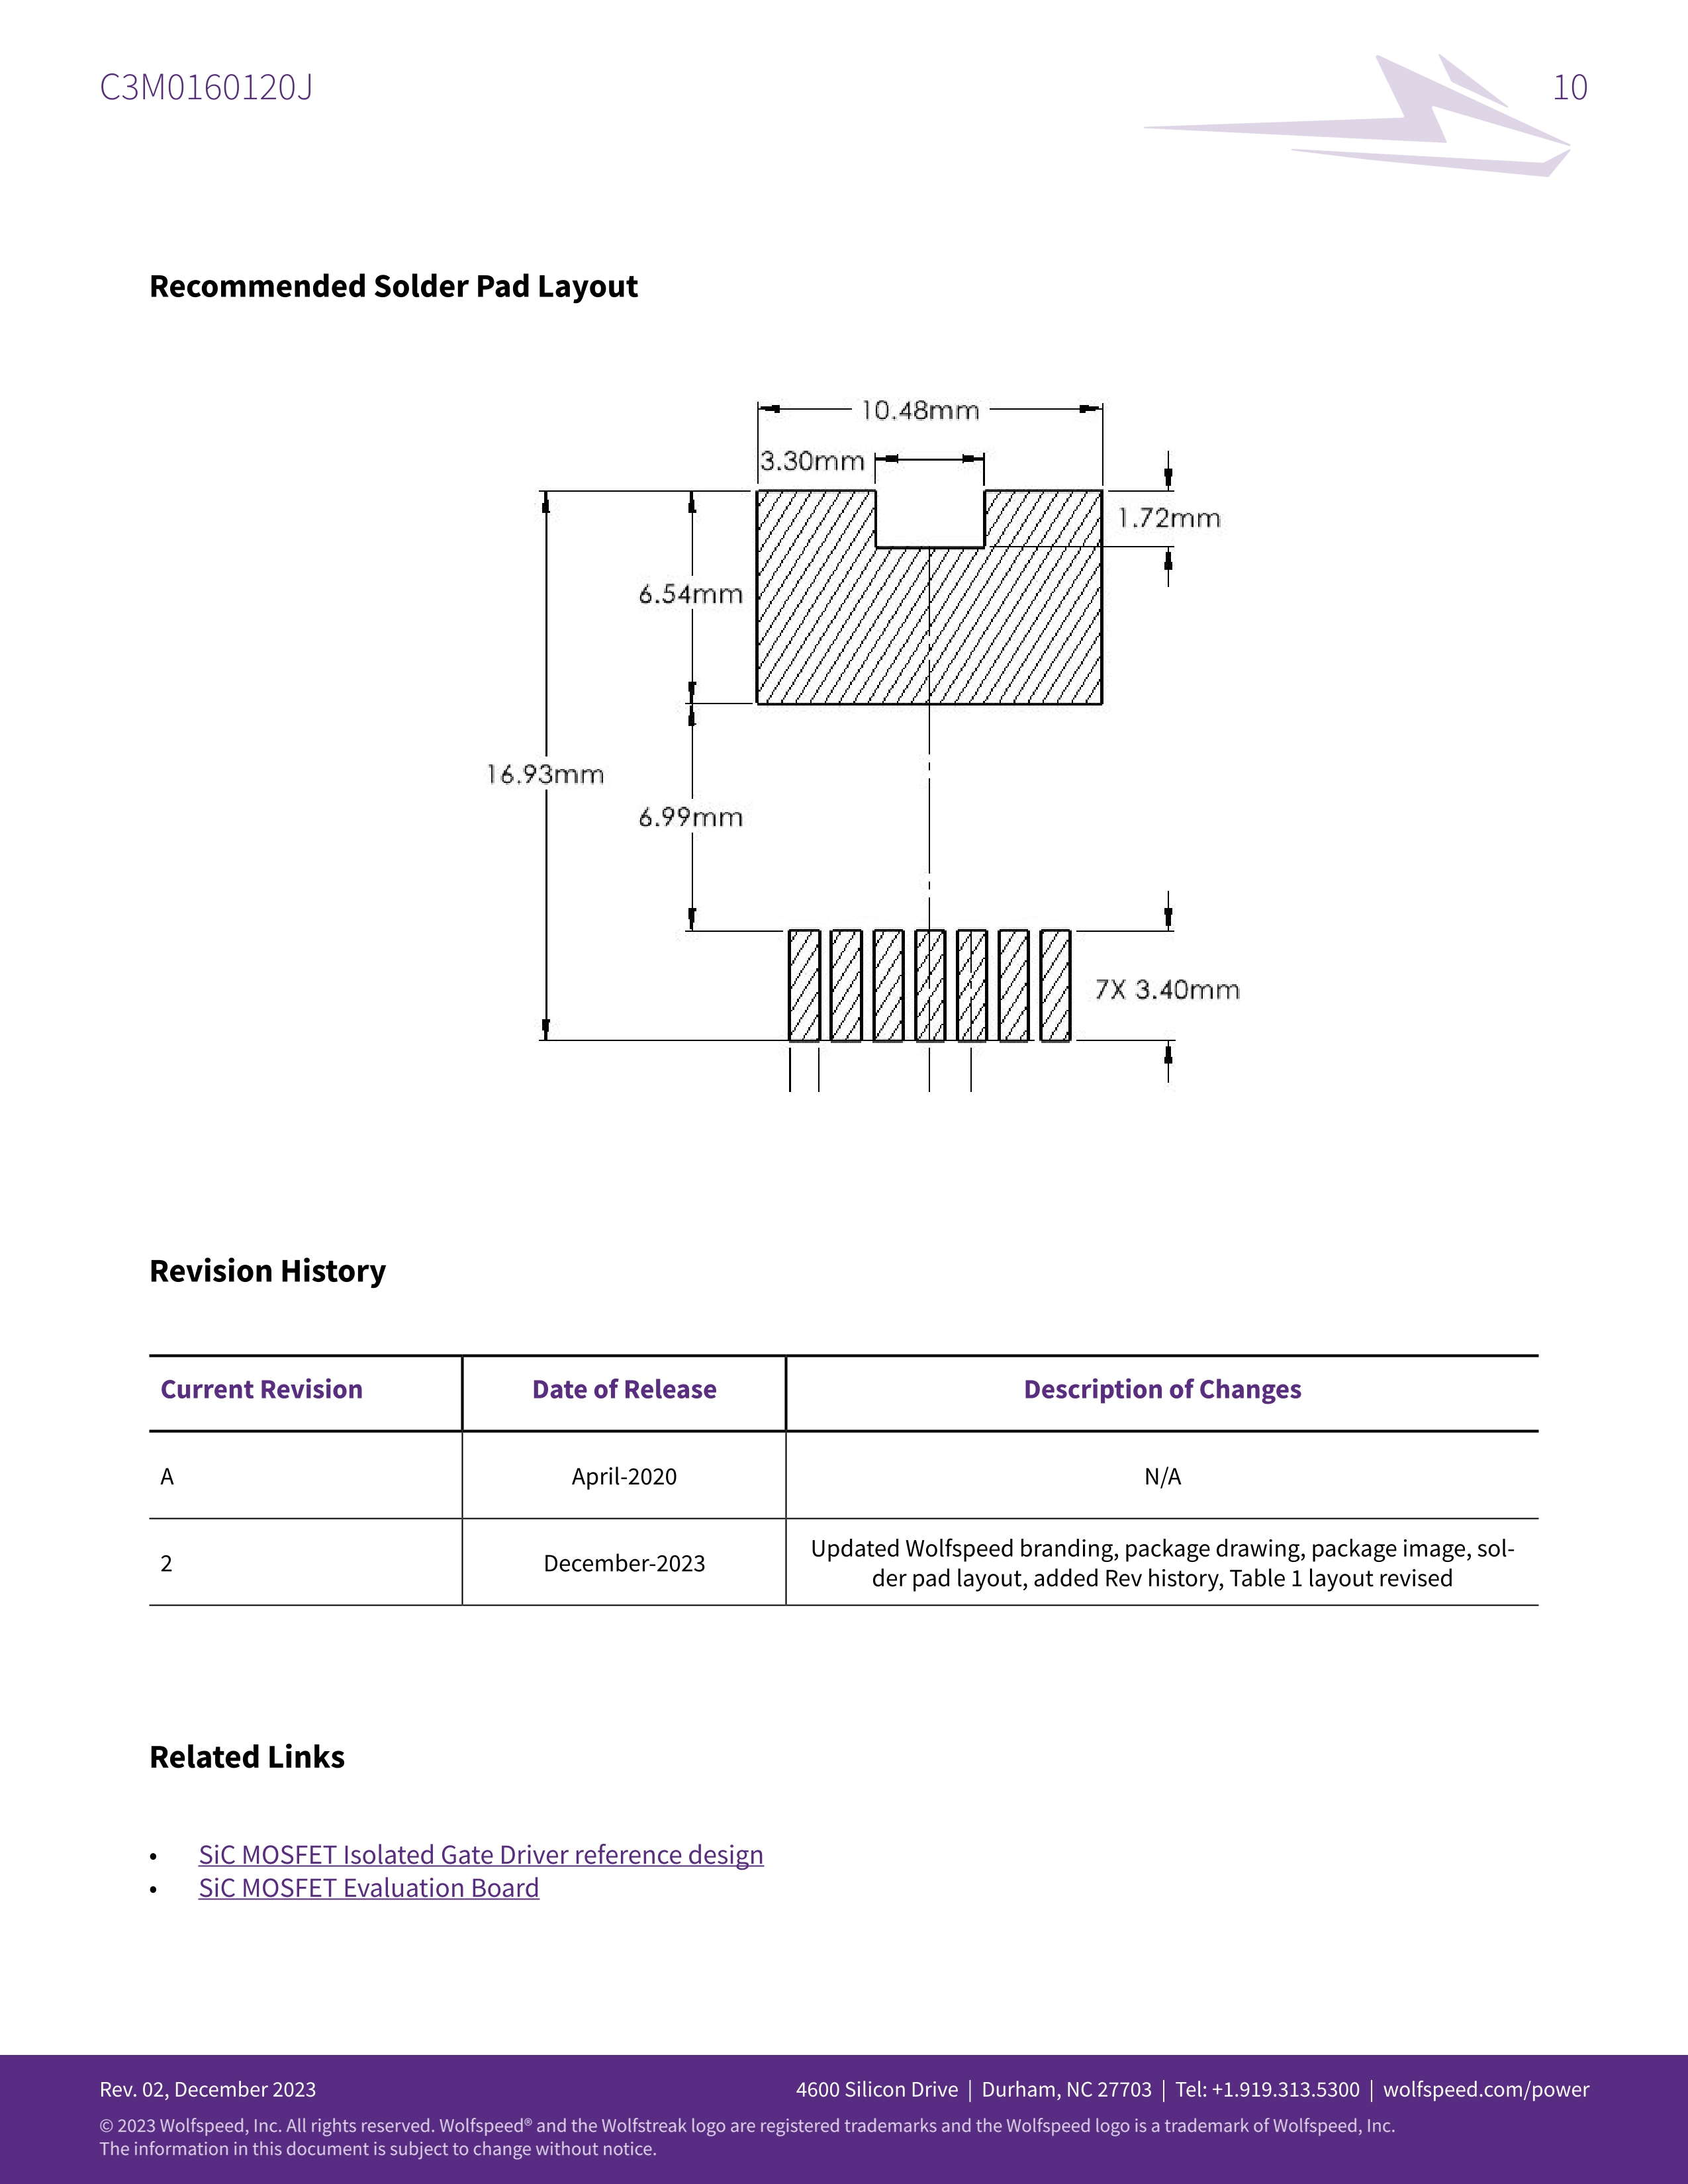 C3M0160120J
10
Recommended Solder Pad Layout
10.48mm
3.30mm
1.72mm
6.54mm
16.93mm
6.99mm
7X 3.40mm
Revision History
Current Revision Date of Release Description of Changes
A April-2020 N/A
2 December-2023 Updated Wolfspeed branding, package drawing, package image, sol-
der pad layout, added Rev history, Table 1 layout revised
Related Links
• SiC MOSFET Isolated Gate Driver reference design
• SiC MOSFET Evaluation Board
Rev. 02, December 2023 4600 Silicon Drive | Durham, NC 27703 | Tel: +1.919.313.5300 | wolfspeed.com/power
© 2023 Wolfspeed, Inc. All rights reserved. Wolfspeed® and the Wolfstreak logo are registered trademarks and the Wolfspeed logo is a trademark of Wolfspeed, Inc.
The information in this document is subject to change without notice.